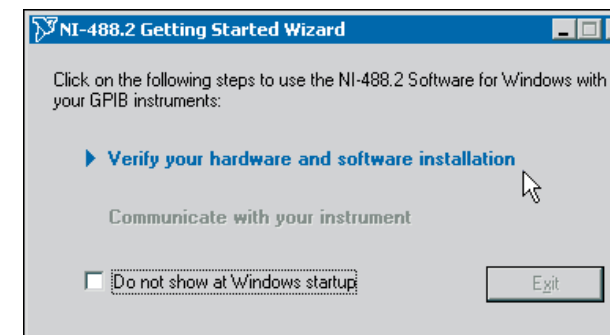 NI-488.2 Getting Started Wizard
Click on the following steps to use the NI-488.2 Software for Windows with
your GPIB instruments:
Verify your hardware and software installation
Communicate with your instrument
Do not show at Windows startup
Exit